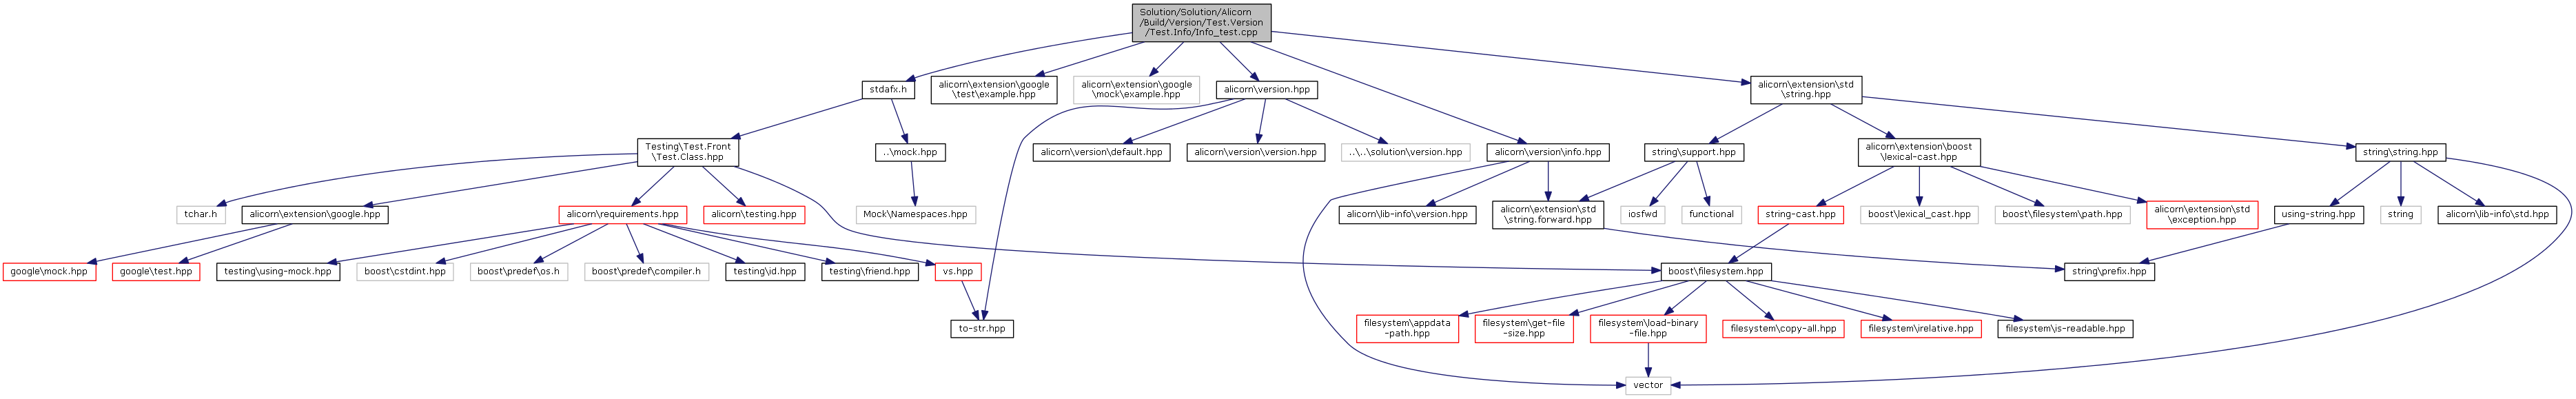 Solution/Solution/Alicorn
/Build/Version/Test.Version
/Test.Info/Info_test.cpp
stdafx.h
alicorn\extension\google
\test\example.hpp
alicorn\extension\google
\mock\example.hpp
alicorn\version.hpp
alicorn\extension\std
\string.hpp
Testing\Test.Front
\Test.Class.hpp
..\mock.hpp
alicorn\version\default.hpp
alicorn\version\version.hpp
..\..\solution\version.hpp
alicorn\version\info.hpp
string\support.hpp
alicorn\extension\boost
\lexical-cast.hpp
string\string.hpp
tchar.h
alicorn\extension\google.hpp
alicorn\requirements.hpp
alicorn\testing.hpp
Mock\Namespaces.hpp
alicorn\lib-info\version.hpp
alicorn\extension\std
\string.forward.hpp
iosfwd
functional
string-cast.hpp
boost\lexical_cast.hpp
boost\filesystem\path.hpp
alicorn\extension\std
\exception.hpp
using-string.hpp
string
alicorn\lib-info\std.hpp
google\mock.hpp
google\test.hpp
testing\using-mock.hpp
boost\cstdint.hpp
boost\predef\os.h
boost\predef\compiler.h
testing\id.hpp
testing\friend.hpp
vs.hpp
boost\filesystem.hpp
string\prefix.hpp
to-str.hpp
filesystem\appdata
-path.hpp
filesystem\get-file
-size.hpp
filesystem\load-binary
-file.hpp
filesystem\copy-all.hpp
filesystem\irelative.hpp
filesystem\is-readable.hpp
vector